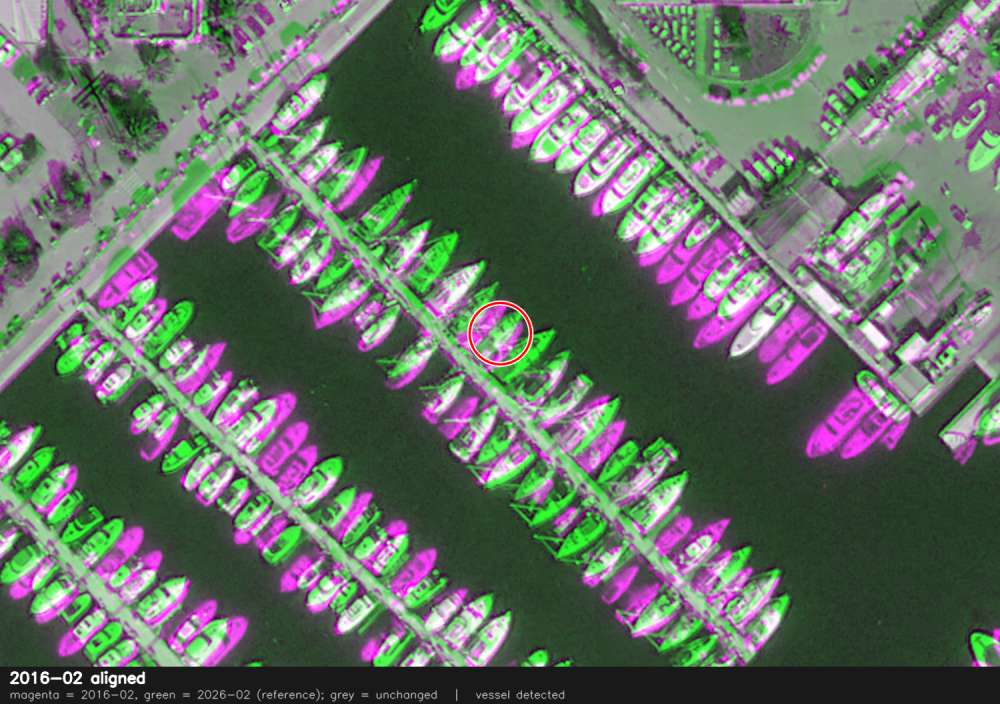 2016-02 aligned
magenta = 2016-02, green = 2026-02 (reference); grey = unchanged | vessel detected